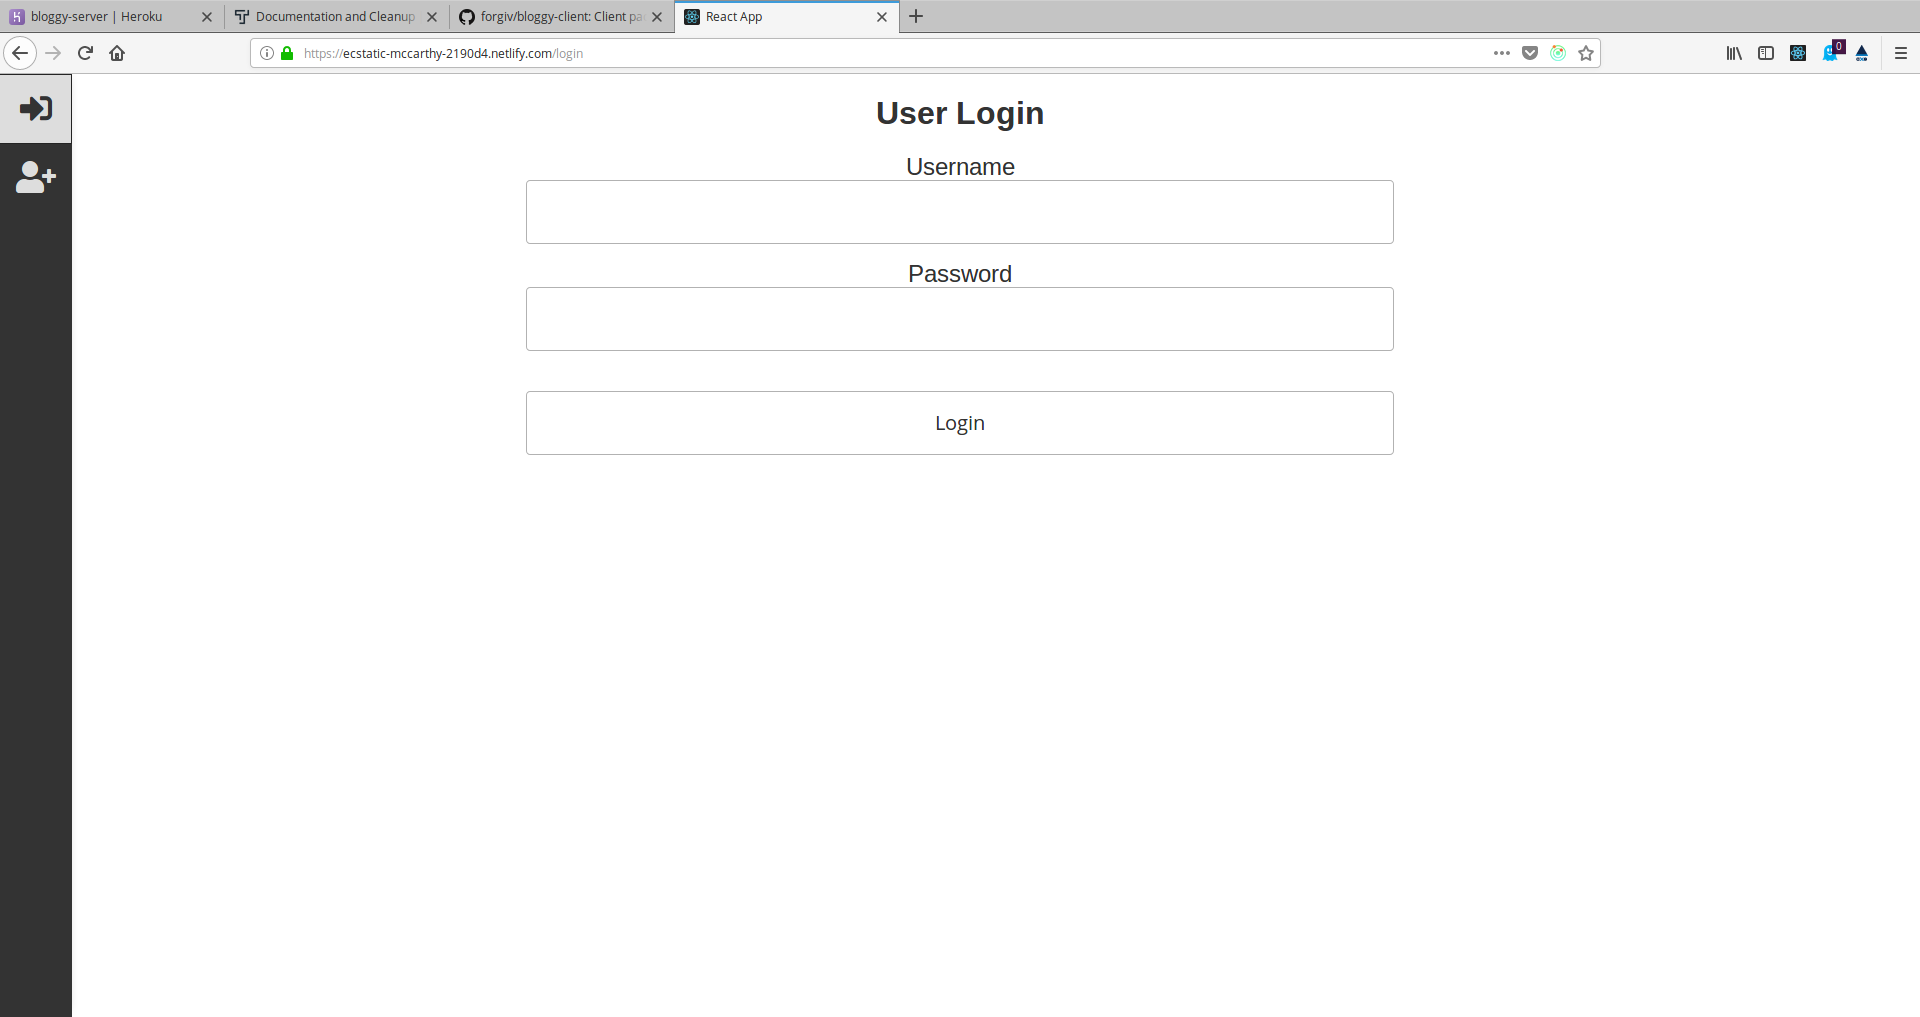 bloggy-server | Heroku
Documentation and Cleanup
forgiv/bloggy-client: Client pa
React App
https://ecstatic-mccarthy-2190d4.netlify.com/login
0
User Login
Username
Password
Login